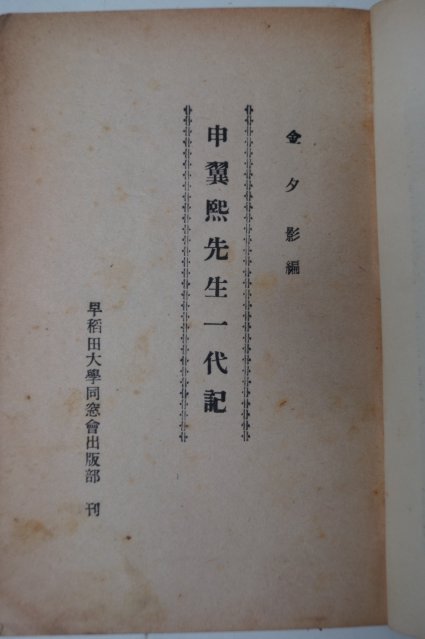 金夕影編
申翼熙先生一代記
早稻田大學同窓會出版部 刊